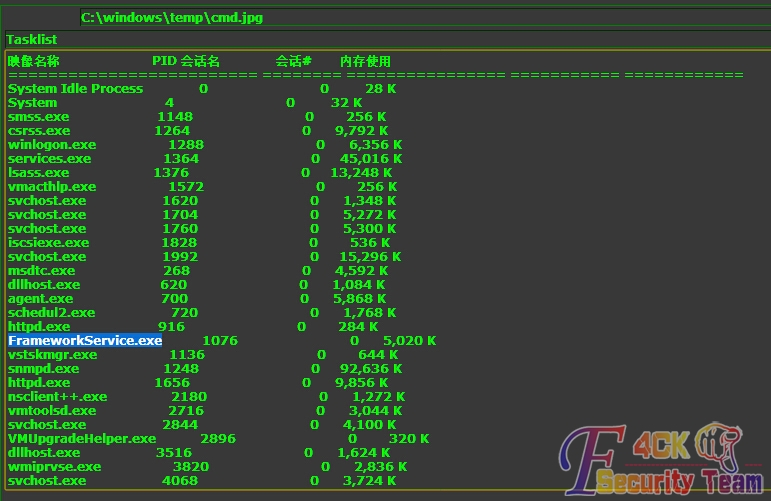 C:\windows\temp\cmd.jpg
Tasklist
映像名称 PID 会话名 会话# 内存使用
========================= ======== ================ =========== ============
System Idle Process 0 0 28 K
System 4 0 32 K
smss.exe 1148 0 256 K
csrss.exe 1264 0 9,792 K
winlogon.exe 1288 0 6,356 K
services.exe 1364 0 45,016 K
lsass.exe 1376 0 13,248 K
vmacthlp.exe 1572 0 256 K
svchost.exe 1620 0 1,348 K
svchost.exe 1704 0 5,272 K
svchost.exe 1760 0 5,300 K
iscsiexe.exe 1828 0 536 K
svchost.exe 1992 0 15,296 K
msdtc.exe 268 0 4,592 K
dllhost.exe 620 0 1,084 K
agent.exe 700 0 5,868 K
schedul2.exe 720 0 1,768 K
httpd.exe 916 0 284 K
FrameworkService.exe 1076 0 5,020 K
vstskmgr.exe 1136 0 644 K
snmpd.exe 1248 0 92,636 K
httpd.exe 1656 0 9,856 K
nsclient++.exe 2180 0 1,272 K
vmtoolsd.exe 2716 0 3,044 K
svchost.exe 2844 0 4,100 K
VMUpgradeHelper.exe 2896 0 320 K
dllhost.exe 3516 0 1,624 K
wmiprvse.exe 3820 0 2,836 K
svchost.exe 4068 0 3,724 K
F4CK
Security Team